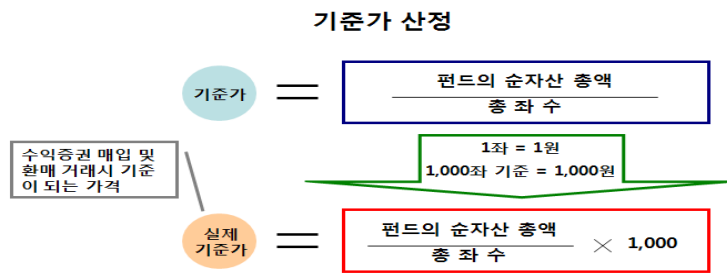 기준가 산정
기준가
펀드의 순자산 총액
총 좌 수
1좌 = 1원
1,000좌 기준 = 1,000원
수익증권 매입 및
환매 거래시 기준
이 되는 가격
실제
기준가
=
펀드의 순자산 총액
총 좌 수
× 1,000